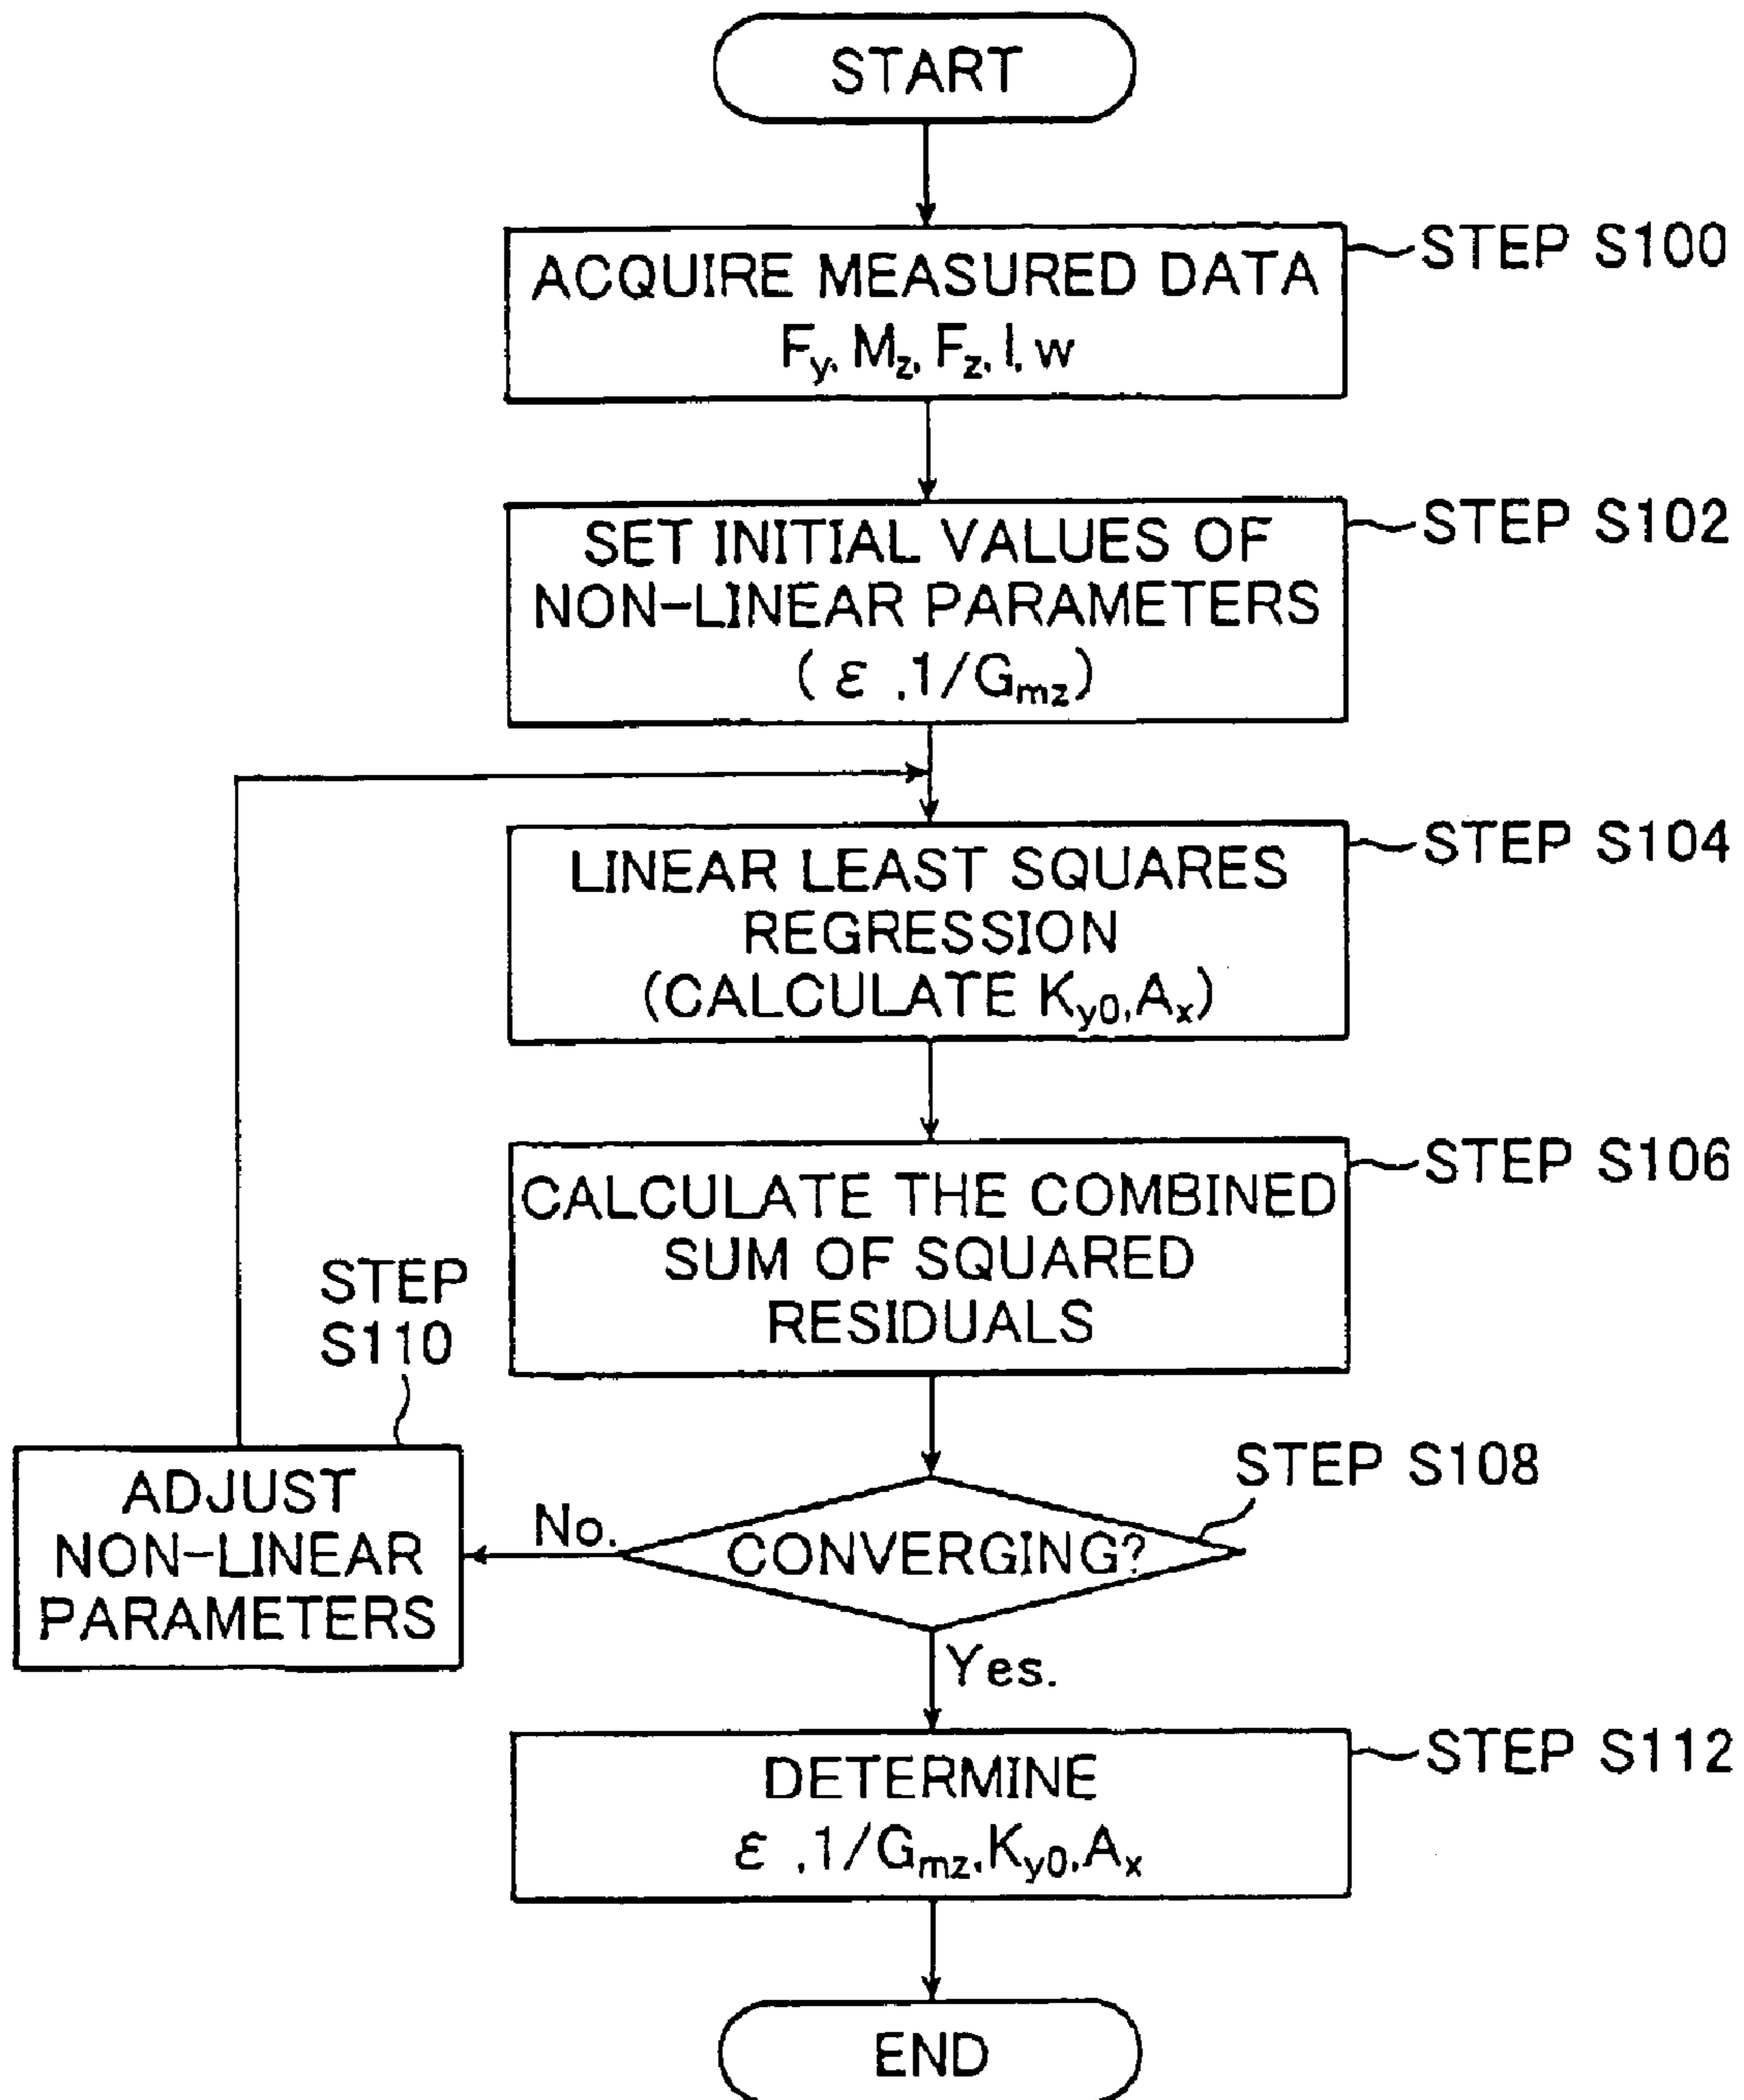 START
STEP S100
ACQUIRE MEASURED DATA
Fy, Mz, Fz, l, w
STEP S102
SET INITIAL VALUES OF
NON-LINEAR PARAMETERS
( ε ,1/Gmz)
STEP S104
LINEAR LEAST SQUARES
REGRESSION
(CALCULATE Ky0,Ax)
STEP S106
CALCULATE THE COMBINED
SUM OF SQUARED
RESIDUALS
STEP
S110
STEP S108
ADJUST
NON-LINEAR
PARAMETERS
No.
CONVERGING?
Yes.
STEP S112
DETERMINE
ε ,1/Gmz,Ky0,Ax
END